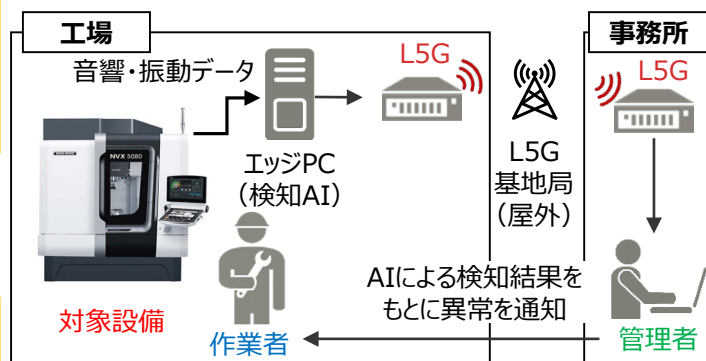 工場
事務所
音響・振動データ
L5G
L5G
NVX 5080
エッジPC
（検知AI）
L5G
基地局
（屋外）
AIによる検知結果を
もとに異常を通知
対象設備
作業者
管理者